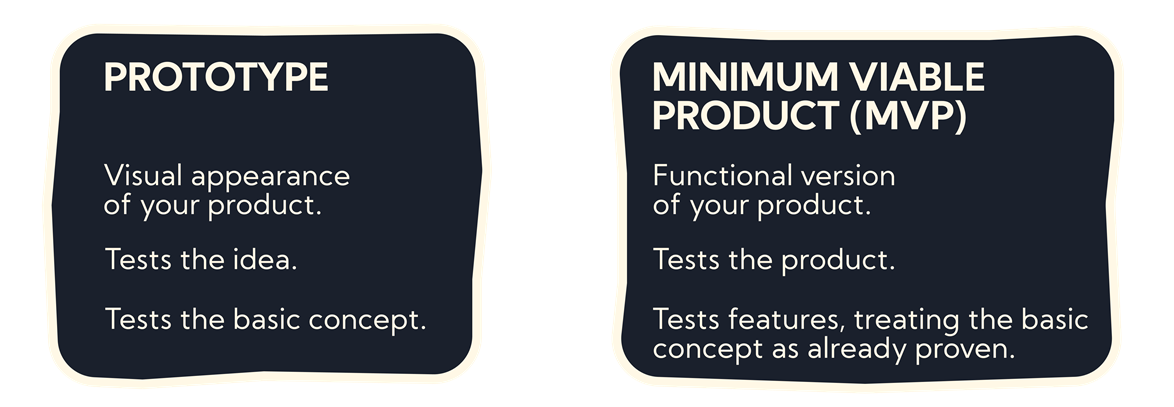 PROTOTYPE
Visual appearance
of your product.
Tests the idea.
Tests the basic concept.
MINIMUM VIABLE
PRODUCT (MVP)
Functional version
of your product.
Tests the product.
Tests features, treating the basic
concept as already proven.